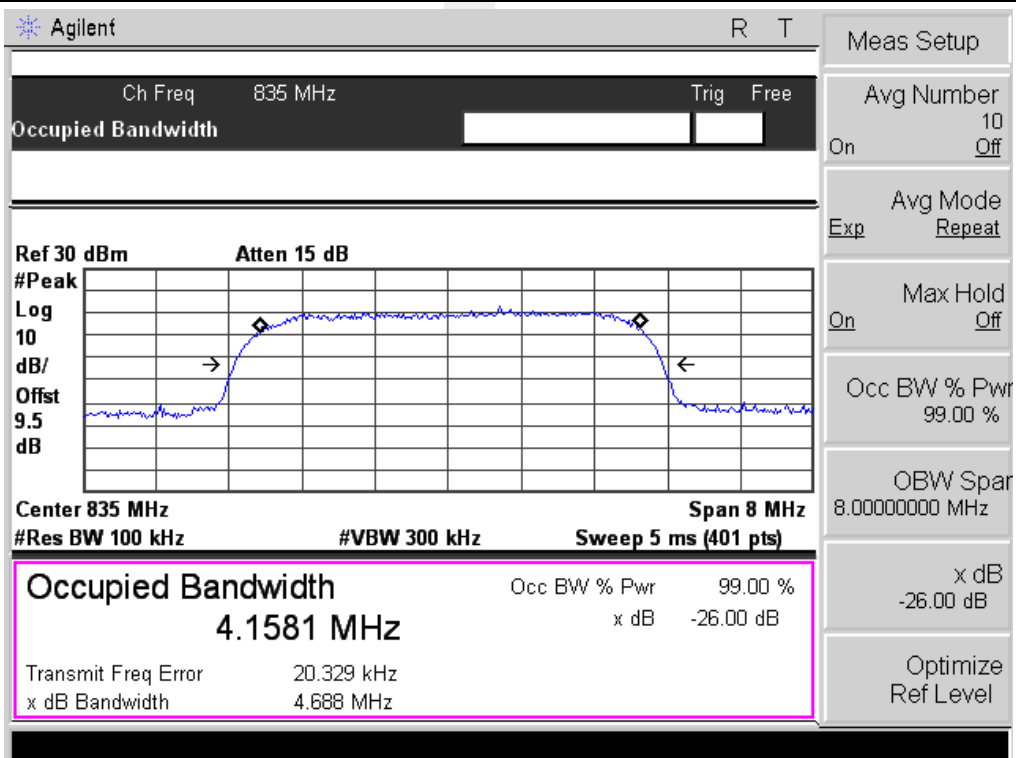 Agilent R T
Ch Freq 835 MHz Trig Free
Occupied Bandwidth
Ref 30 dBm Atten 15 dB
#Peak
Log
10
dB/
Offst
9.5
dB
Center 835 MHz Span 8 MHz
#Res BW 100 kHz #VBW 300 kHz Sweep 5 ms (401 pts)
Occupied Bandwidth Occ BW % Pwr 99.00 %
4.1581 MHz x dB -26.00 dB
Transmit Freq Error 20.329 kHz
x dB Bandwidth 4.688 MHz
Meas Setup
Avg Number
10
On Off
Avg Mode
Exp Repeat
Max Hold
On Off
Occ BW % Pwr
99.00 %
OBW Spar
8.00000000 MHz
x dB
-26.00 dB
Optimize
Ref Level